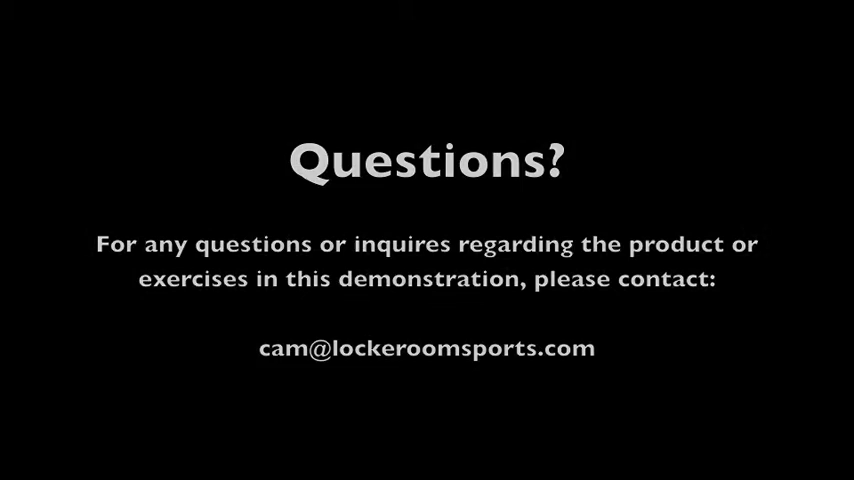 Questions?
For any questions or inquires regarding the product or
exercises in this demonstration, please contact:
cam@lockeroomsports.com